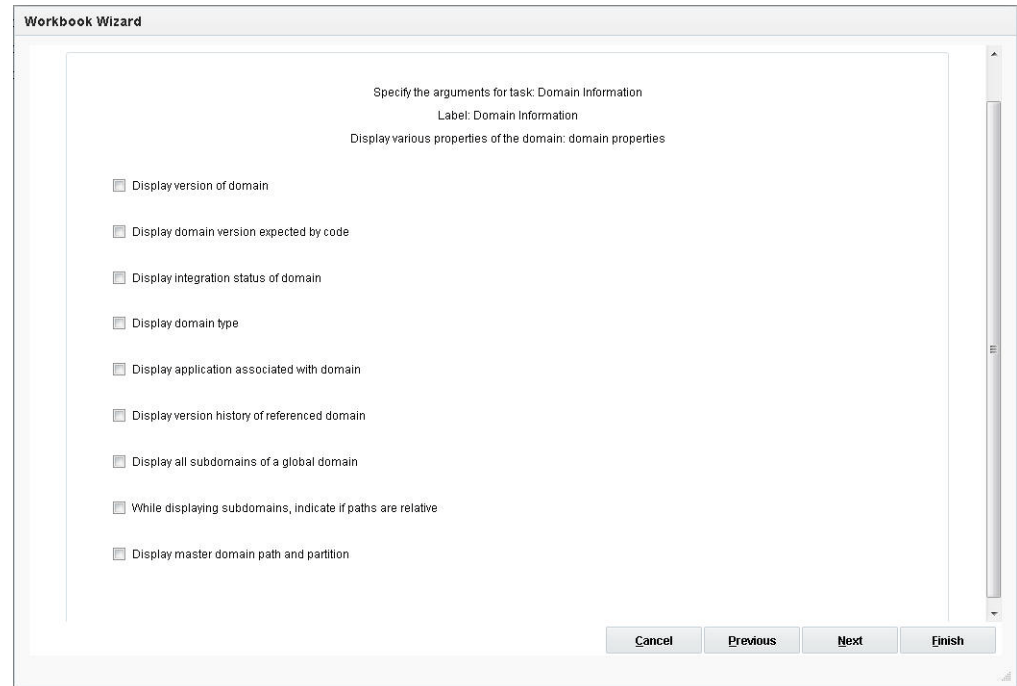 Workbook Wizard
Specify the arguments for task: Domain Information
Label: Domain Information
Display various properties of the domain: domain properties
Display version of domain
Display domain version expected by code
Display integration status of domain
Display domain type
Display application associated with domain
Display version history of referenced domain
Display all subdomains of a global domain
While displaying subdomains, indicate if paths are relative
Display master domain path and partition
Cancel Previous Next Finish